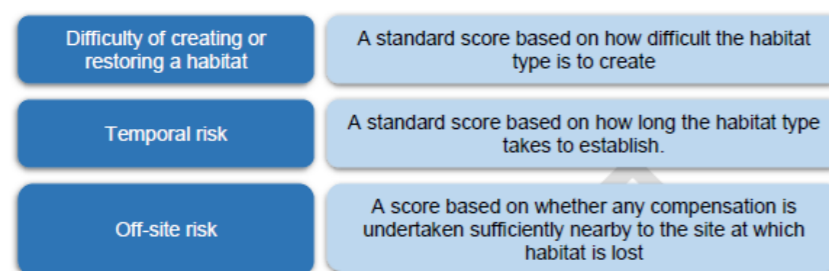 Difficulty of creating or
restoring a habitat
A standard score based on how difficult the habitat
type is to create
Temporal risk
A standard score based on how long the habitat type
takes to establish.
Off-site risk
A score based on whether any compensation is
undertaken sufficiently nearby to the site at which
habitat is lost